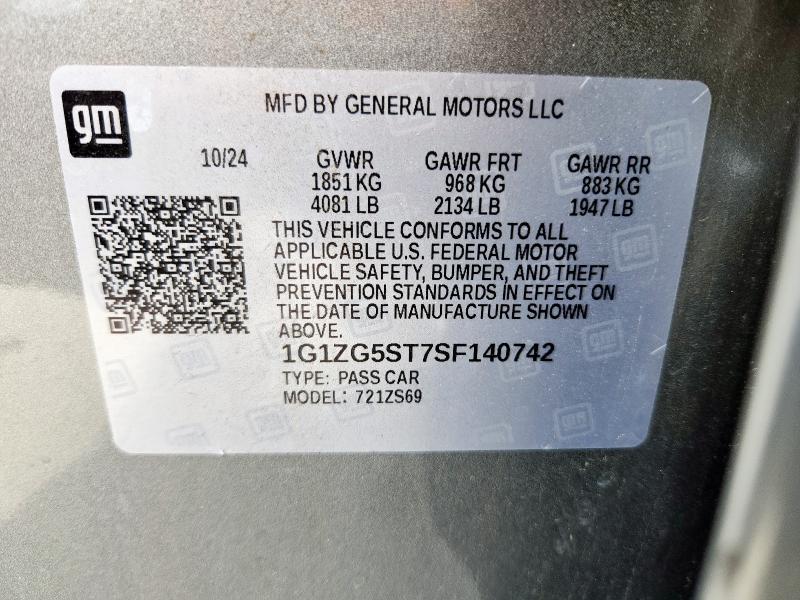 gm
MFD BY GENERAL MOTORS LLC
10/24 GVWR GAWR FRT GAWR RR
1851 KG 968 KG 883 KG
4081 LB 2134 LB 1947 LB
THIS VEHICLE CONFORMS TO ALL
APPLICABLE U.S. FEDERAL MOTOR
VEHICLE SAFETY, BUMPER, AND THEFT
PREVENTION STANDARDS IN EFFECT ON
THE DATE OF MANUFACTURE SHOWN
ABOVE.
1G1ZG5ST7SF140742
TYPE: PASS CAR
MODEL: 721ZS69